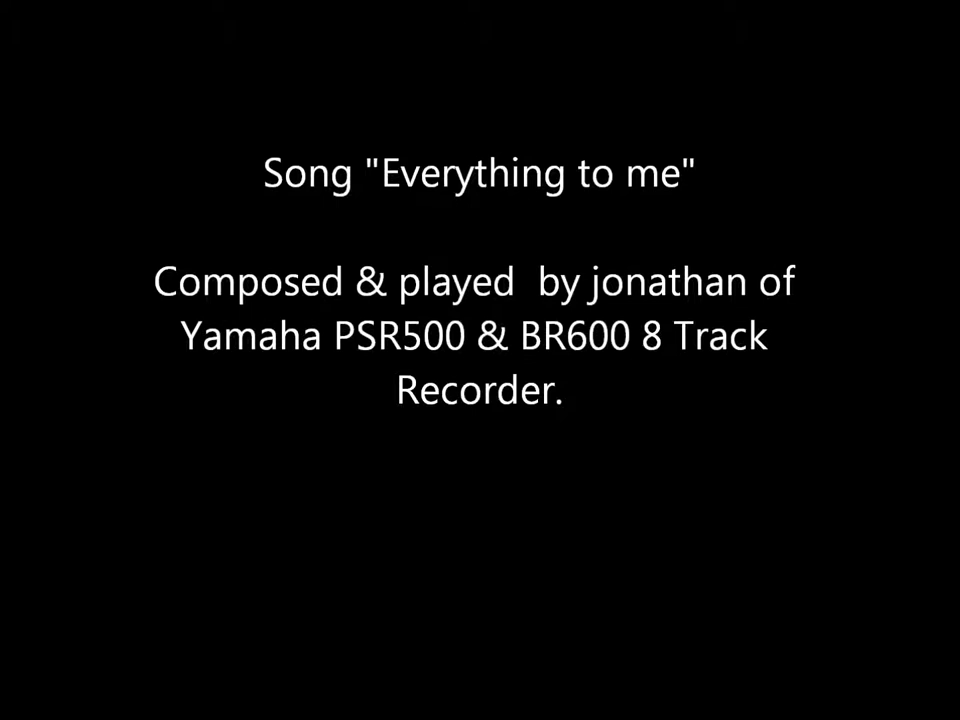 Song "Everything to me"
Composed & played  by jonathan of
Yamaha PSR500 & BR600 8 Track
Recorder.